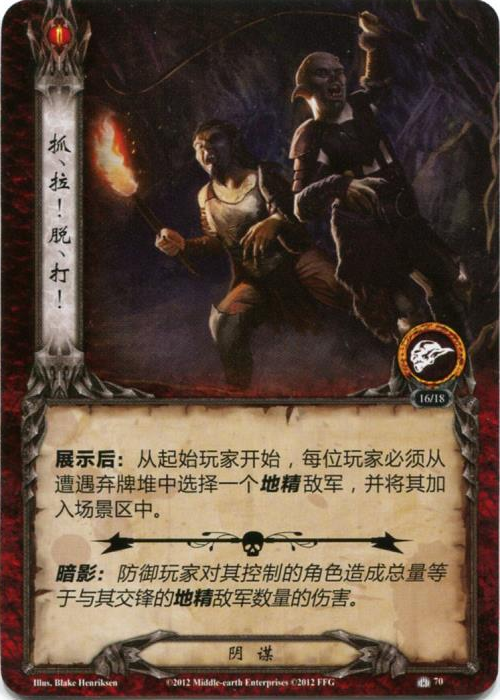 抓、拉！脱、打！
16/18
展示后：从起始玩家开始，每位玩家必须从
遭遇弃牌堆中选择一个地精敌军，并将其加
入场景区中。
暗影：防御玩家对其控制的角色造成总量等
于与其交锋的地精敌军数量的伤害。
阴谋
Illus. Blake Henriksen
©2012 Middle-earth Enterprises ©2012 FFG
70